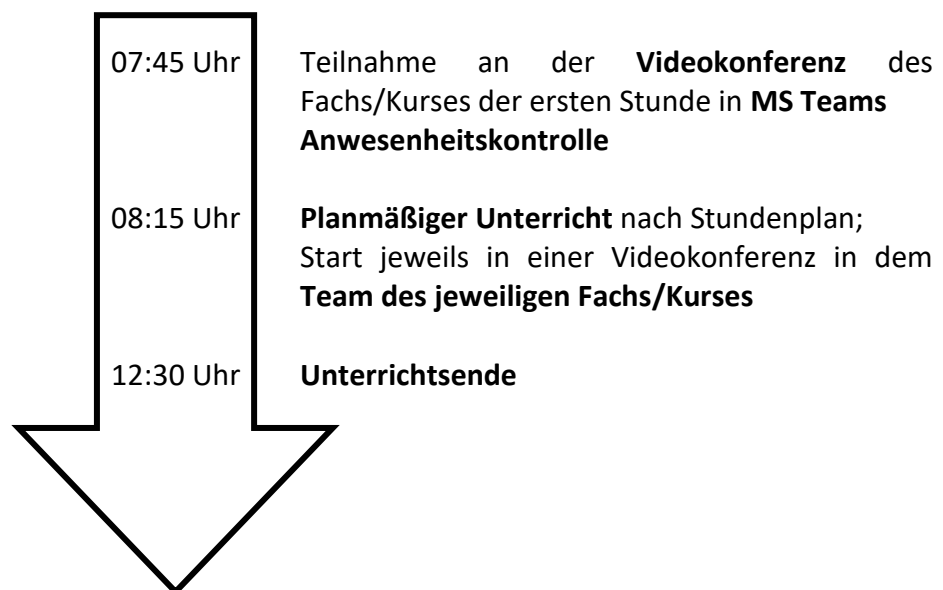 07:45 Uhr Teilnahme an der Videokonferenz des
Fachs/Kurses der ersten Stunde in MS Teams
Anwesenheitskontrolle
08:15 Uhr Planmäßiger Unterricht nach Stundenplan;
Start jeweils in einer Videokonferenz in dem
Team des jeweiligen Fachs/Kurses
12:30 Uhr Unterrichtsende